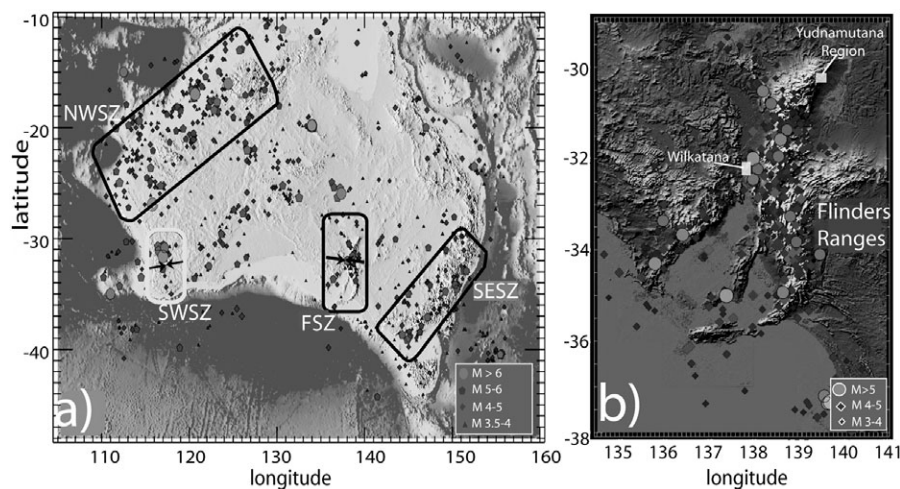 -10
-20
-30
-40
latitude
NWSZ
SWSZ
FSZ
SESZ
a)
M > 6
M 5-6
M 4-5
M 3.5-4
110 120 130 140 150 160
longitude
b)
-30
-32
-34
-36
-38
Yudnamutana
Region
Wilkatana
Flinders
Ranges
M>5
M 4-5
M 3-4
135 136 137 138 139 140 141
longitude